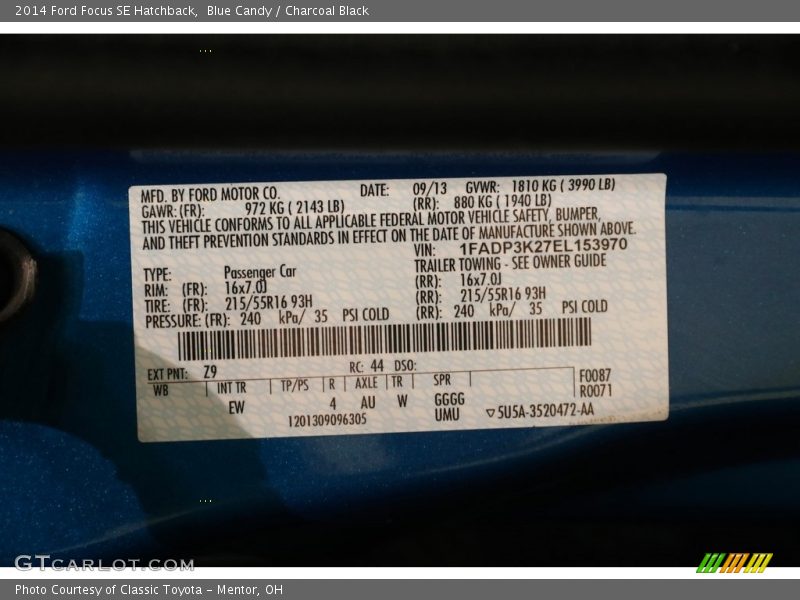 2014 Ford Focus SE Hatchback, Blue Candy / Charcoal Black
MFD. BY FORD MOTOR CO. DATE: 09/13 GVWR: 1810 KG ( 3990 LB)
GAWR: (FR): 972 KG ( 2143 LB) (RR): 880 KG ( 1940 LB)
THIS VEHICLE CONFORMS TO ALL APPLICABLE FEDERAL MOTOR VEHICLE SAFETY, BUMPER,
AND THEFT PREVENTION STANDARDS IN EFFECT ON THE DATE OF MANUFACTURE SHOWN ABOVE.
VIN: 1FADP3K27EL153970
TYPE: Passenger Car TRAILER TOWING - SEE OWNER GUIDE
RIM: (FR): 16x7.0J (RR): 16x7.0J
TIRE: (FR): 215/55R16 93H (RR): 215/55R16 93H
PRESSURE: (FR): 240 kPa/ 35 PSI COLD (RR): 240 kPa/ 35 PSI COLD
EXT PNT: Z9 RC: 44 DSO:
WB INT TR TP/PS R AXLE TR SPR F0087
EW 4 AU W GGGG R0071
1201309096305 UMU ▽5U5A-3520472-AA
GTCARLOT.COM
Photo Courtesy of Classic Toyota - Mentor, OH